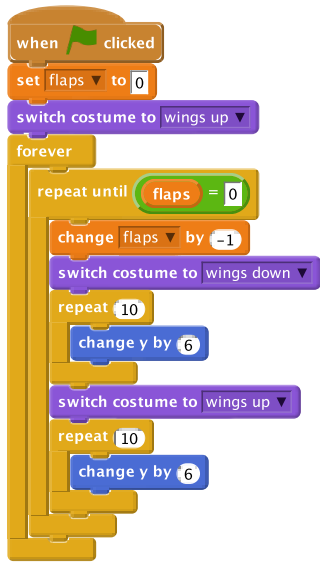 when clicked
set flaps to 0
switch costume to wings up
forever
repeat until flaps = 0
change flaps by -1
switch costume to wings down
repeat 10
change y by 6
switch costume to wings up
repeat 10
change y by 6